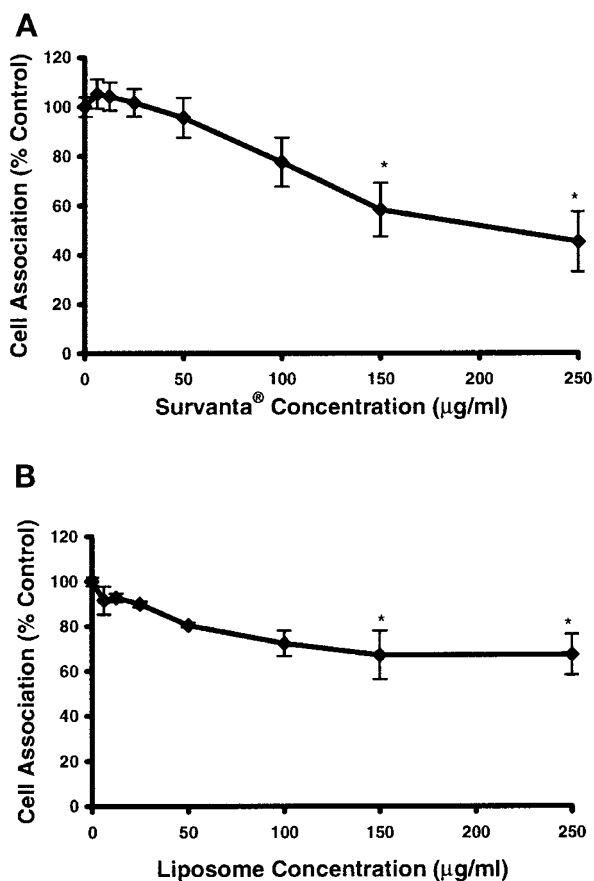 A
Cell Association (% Control)
120
100
80
60
40
20
0
* *
0 50 100 150 200 250
Survanta® Concentration (μg/ml)
B
Cell Association (% Control)
120
100
80
60
40
20
0
* *
0 50 100 150 200 250
Liposome Concentration (μg/ml)